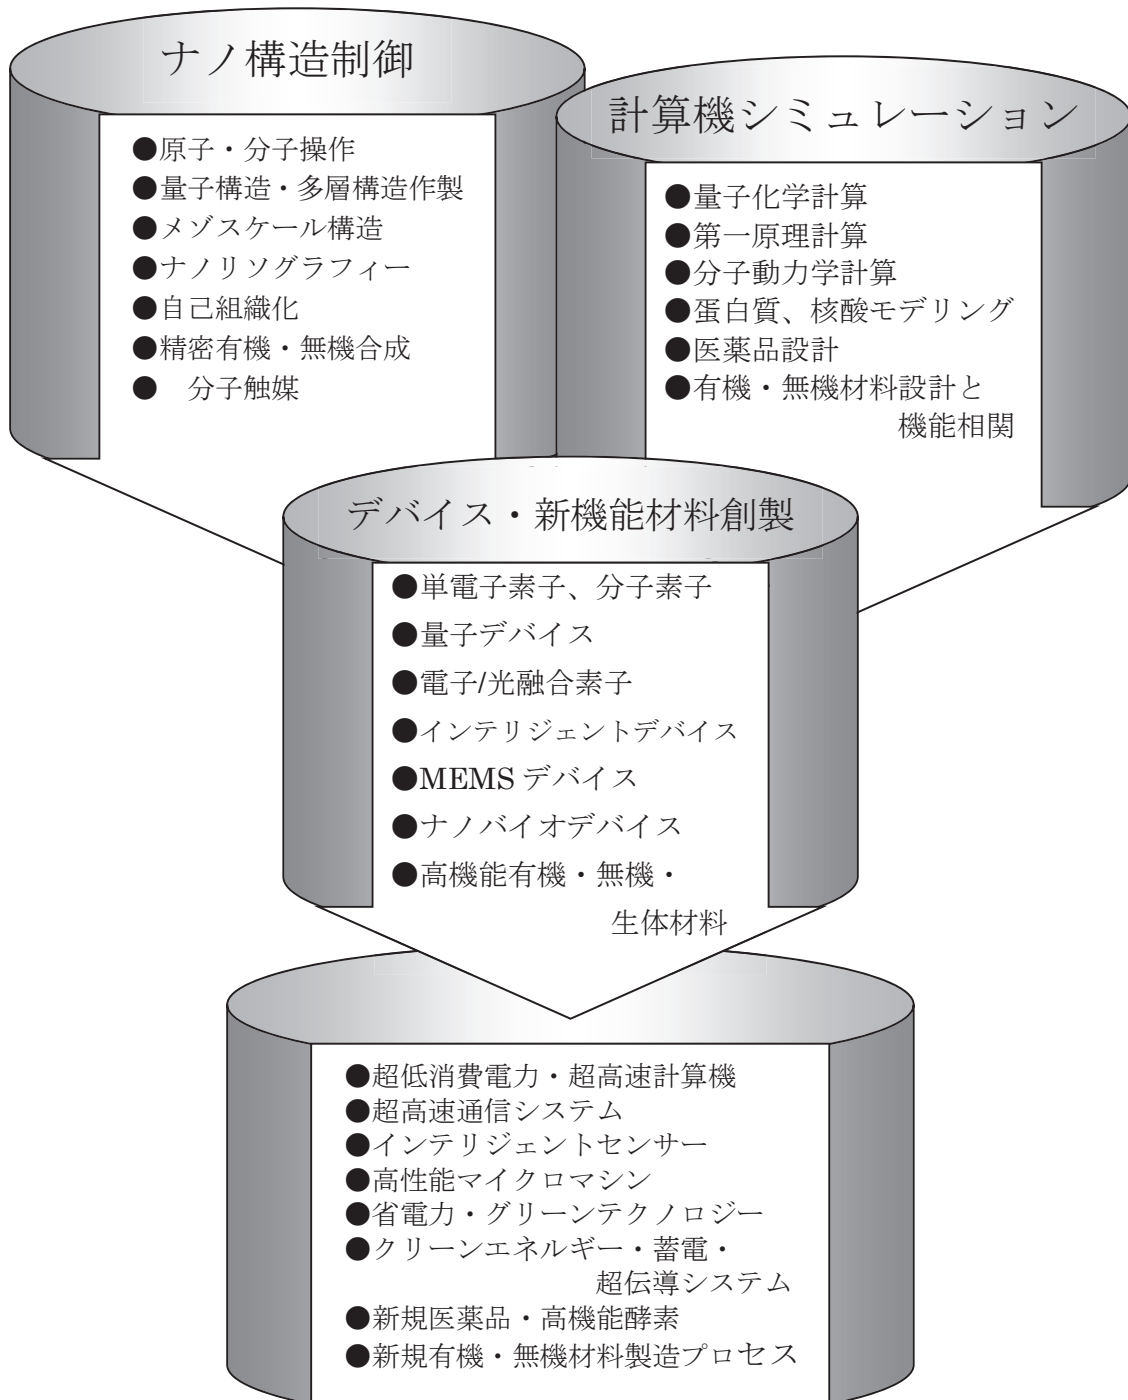 ナノ構造制御
●原子・分子操作
●量子構造・多層構造作製
●メゾスケール構造
●ナノリソグラフィー
●自己組織化
●精密有機・無機合成
●　分子触媒
計算機シミュレーション
●量子化学計算
●第一原理計算
●分子動力学計算
●蛋白質、核酸モデリング
●医薬品設計
●有機・無機材料設計と
機能相関
デバイス・新機能材料創製
●単電子素子、分子素子
●量子デバイス
●電子/光融合素子
●インテリジェントデバイス
●MEMS デバイス
●ナノバイオデバイス
●高機能有機・無機・
生体材料
●超低消費電力・超高速計算機
●超高速通信システム
●インテリジェントセンサー
●高性能マイクロマシン
●省電力・グリーンテクノロジー
●クリーンエネルギー・蓄電・
超伝導システム
●新規医薬品・高機能酵素
●新規有機・無機材料製造プロセス